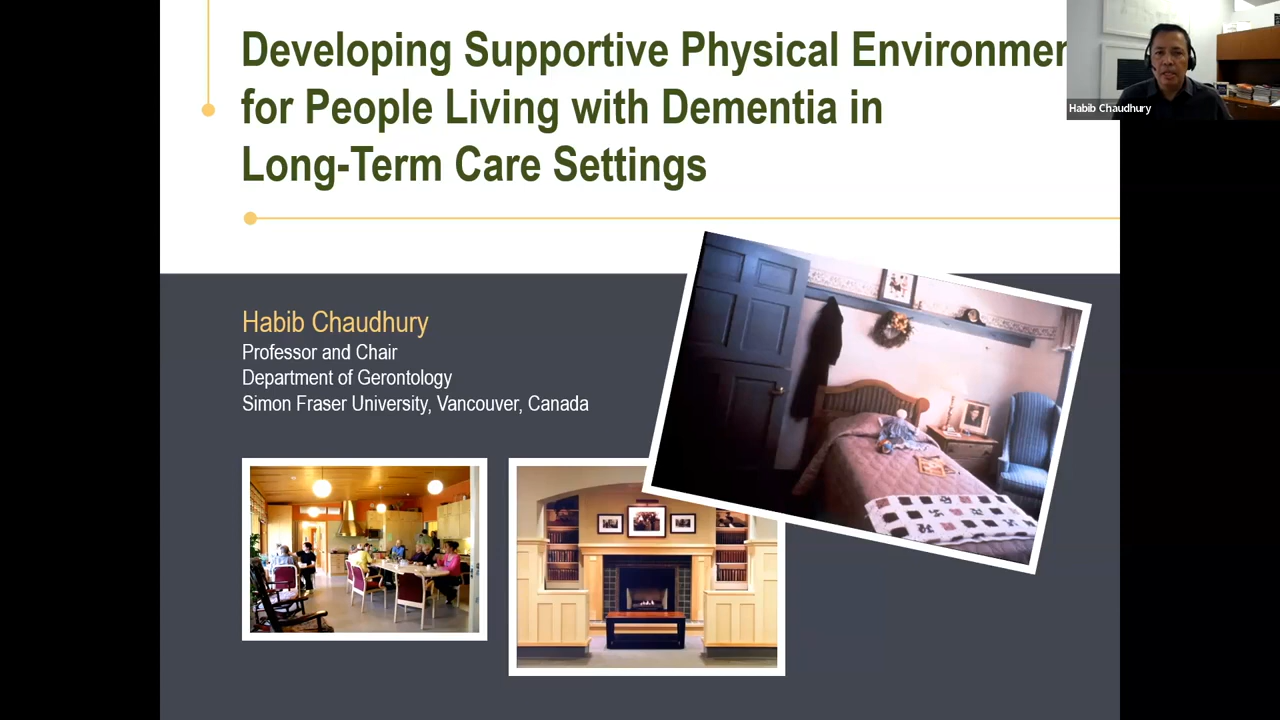 Developing Supportive Physical Environmen
for People Living with Dementia in
Long-Term Care Settings
Habib Chaudhury
Habib Chaudhury
Professor and Chair
Department of Gerontology
Simon Fraser University, Vancouver, Canada